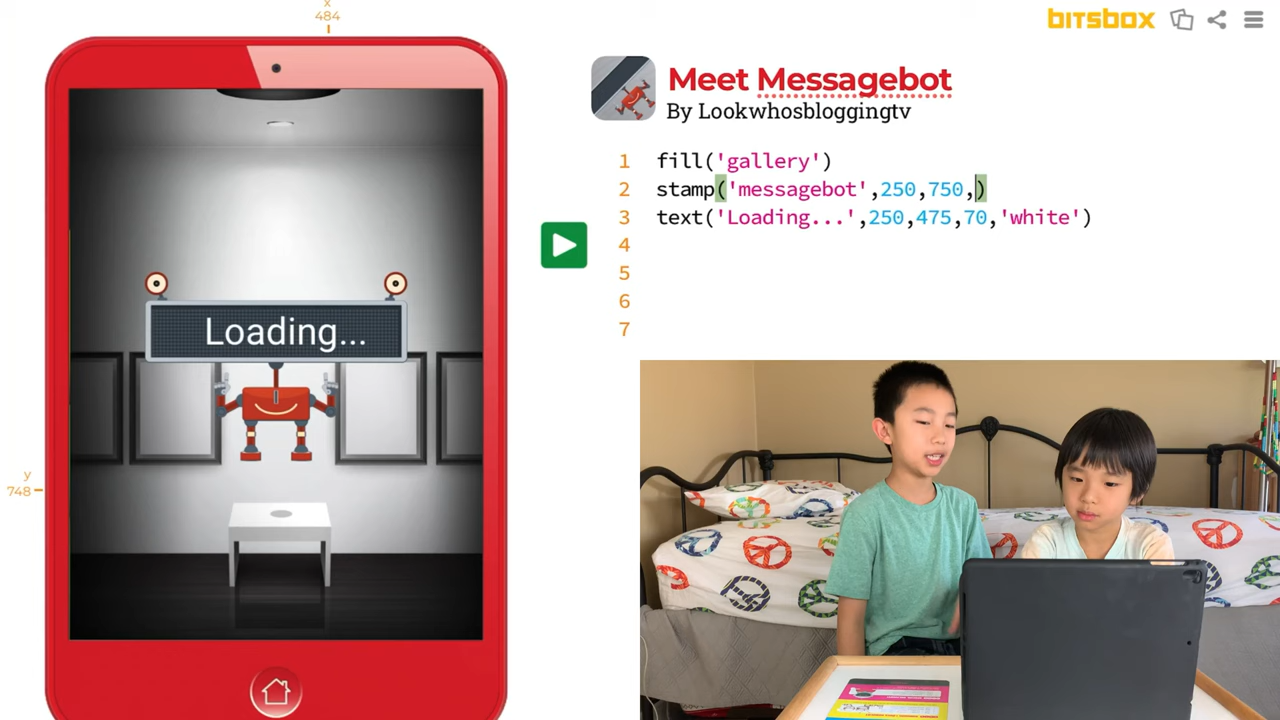 x
484
bitsbox
Meet Messagebot
By Lookwhosbloggingtv
1 fill('gallery')
2 stamp('messagebot',250,750,)
3 text('Loading...',250,475,70,'white')
4
5
6
7
Loading...
y
748